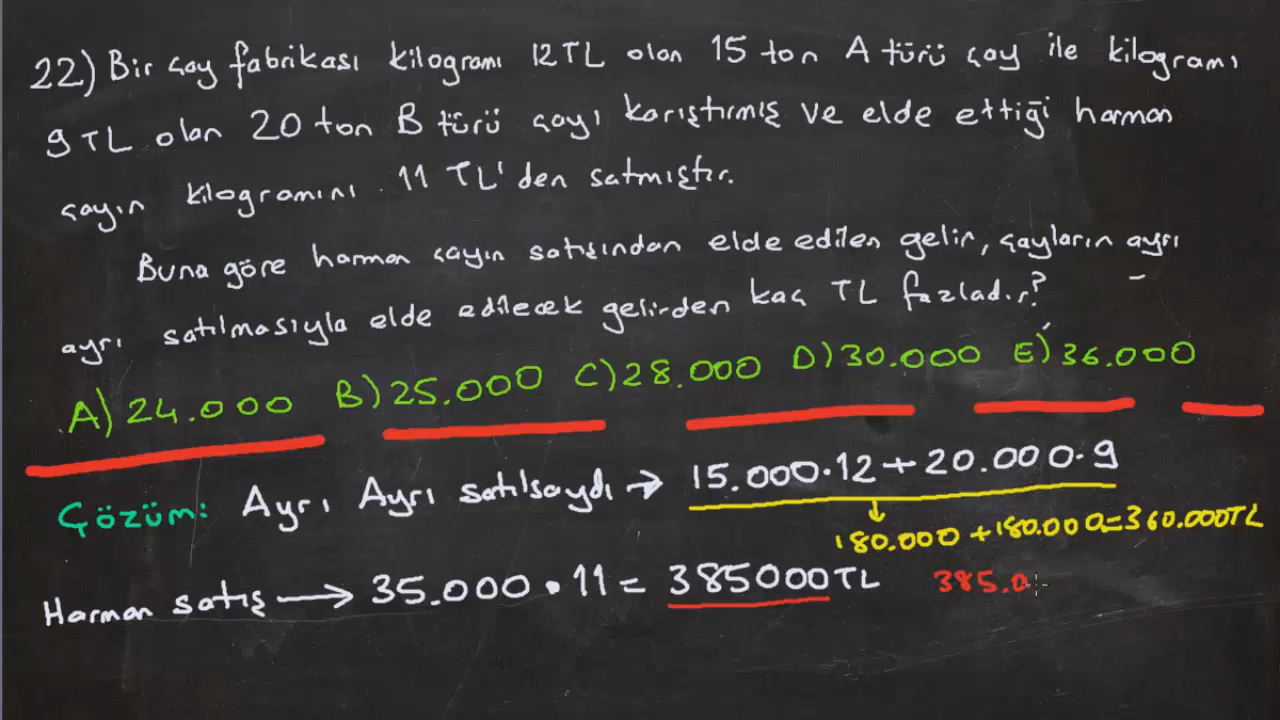 22) Bir çay fabrikası kilogramı 12 TL olan 15 ton A türü çay ile kilogramı
9 TL olan 20 ton B türü çayı karıştırmış ve elde ettiği harman
çayın kilogramını 11 TL'den satmıştır.
Buna göre harman çayın satışından elde edilen gelir, çayların ayrı
ayrı satılmasıyla elde edilecek gelirden kaç TL fazladır?
A) 24.000 B) 25.000 C) 28.000 D) 30.000 E) 36.000
Çözüm: Ayrı Ayrı satılsaydı → 15.000·12+20.000·9
180.000+180.000=360.000TL
Harman satış → 35.000·11=385000TL 385.0